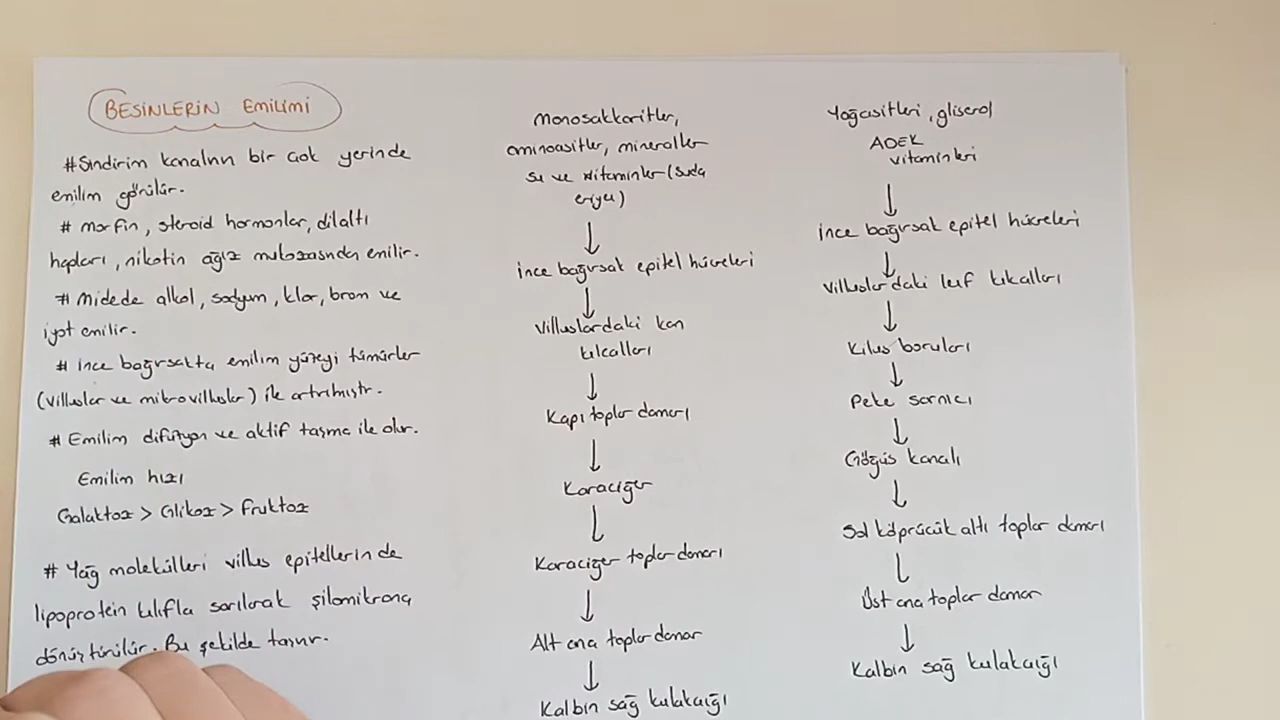 BESİNLERİN EMİLİMİ
#Sindirim kanalının bir çok yerinde
emilim görülür.
# Morfin, steroid hormonlar, dilaltı
hapları, nikotin ağız mukozasından emilir.
# Midede alkol, sodyum, klor, brom ve
iyot emilir.
# İnce bağırsakta emilim yüzeyi tümürler
(villuslar ve mikrovilluslar) ile artırılmıştır.
# Emilim difüzyon ve aktif taşıma ile olur.
Emilim hızı
Galaktoz > Glikoz > Fruktoz
# Yağ molekülleri villus epitellerinde
lipoprotein kılıfla sarılarak şilomikrona
dönüştürülür. Bu şekilde taşınır.
Monosakkaritler,
aminoasitler, mineraller
su ve vitaminler (suda
eriyen)
↓
İnce bağırsak epitel hücreleri
↓
Villuslardaki kan
kılcalları
↓
Kapı toplar damarı
↓
Karaciğer
↓
Karaciğer toplar damarı
↓
Alt ana toplar damar
↓
Kalbin sağ kulakçığı
Yağ asitleri, gliserol
ADEK
vitaminleri
↓
İnce bağırsak epitel hücreleri
↓
Villuslardaki lenf kılcalları
↓
Kilus boruları
↓
Peke sarnıcı
↓
Göğüs kanalı
↓
Sol köprücük altı toplar damarı
↓
Üst ana toplar damar
↓
Kalbin sağ kulakçığı